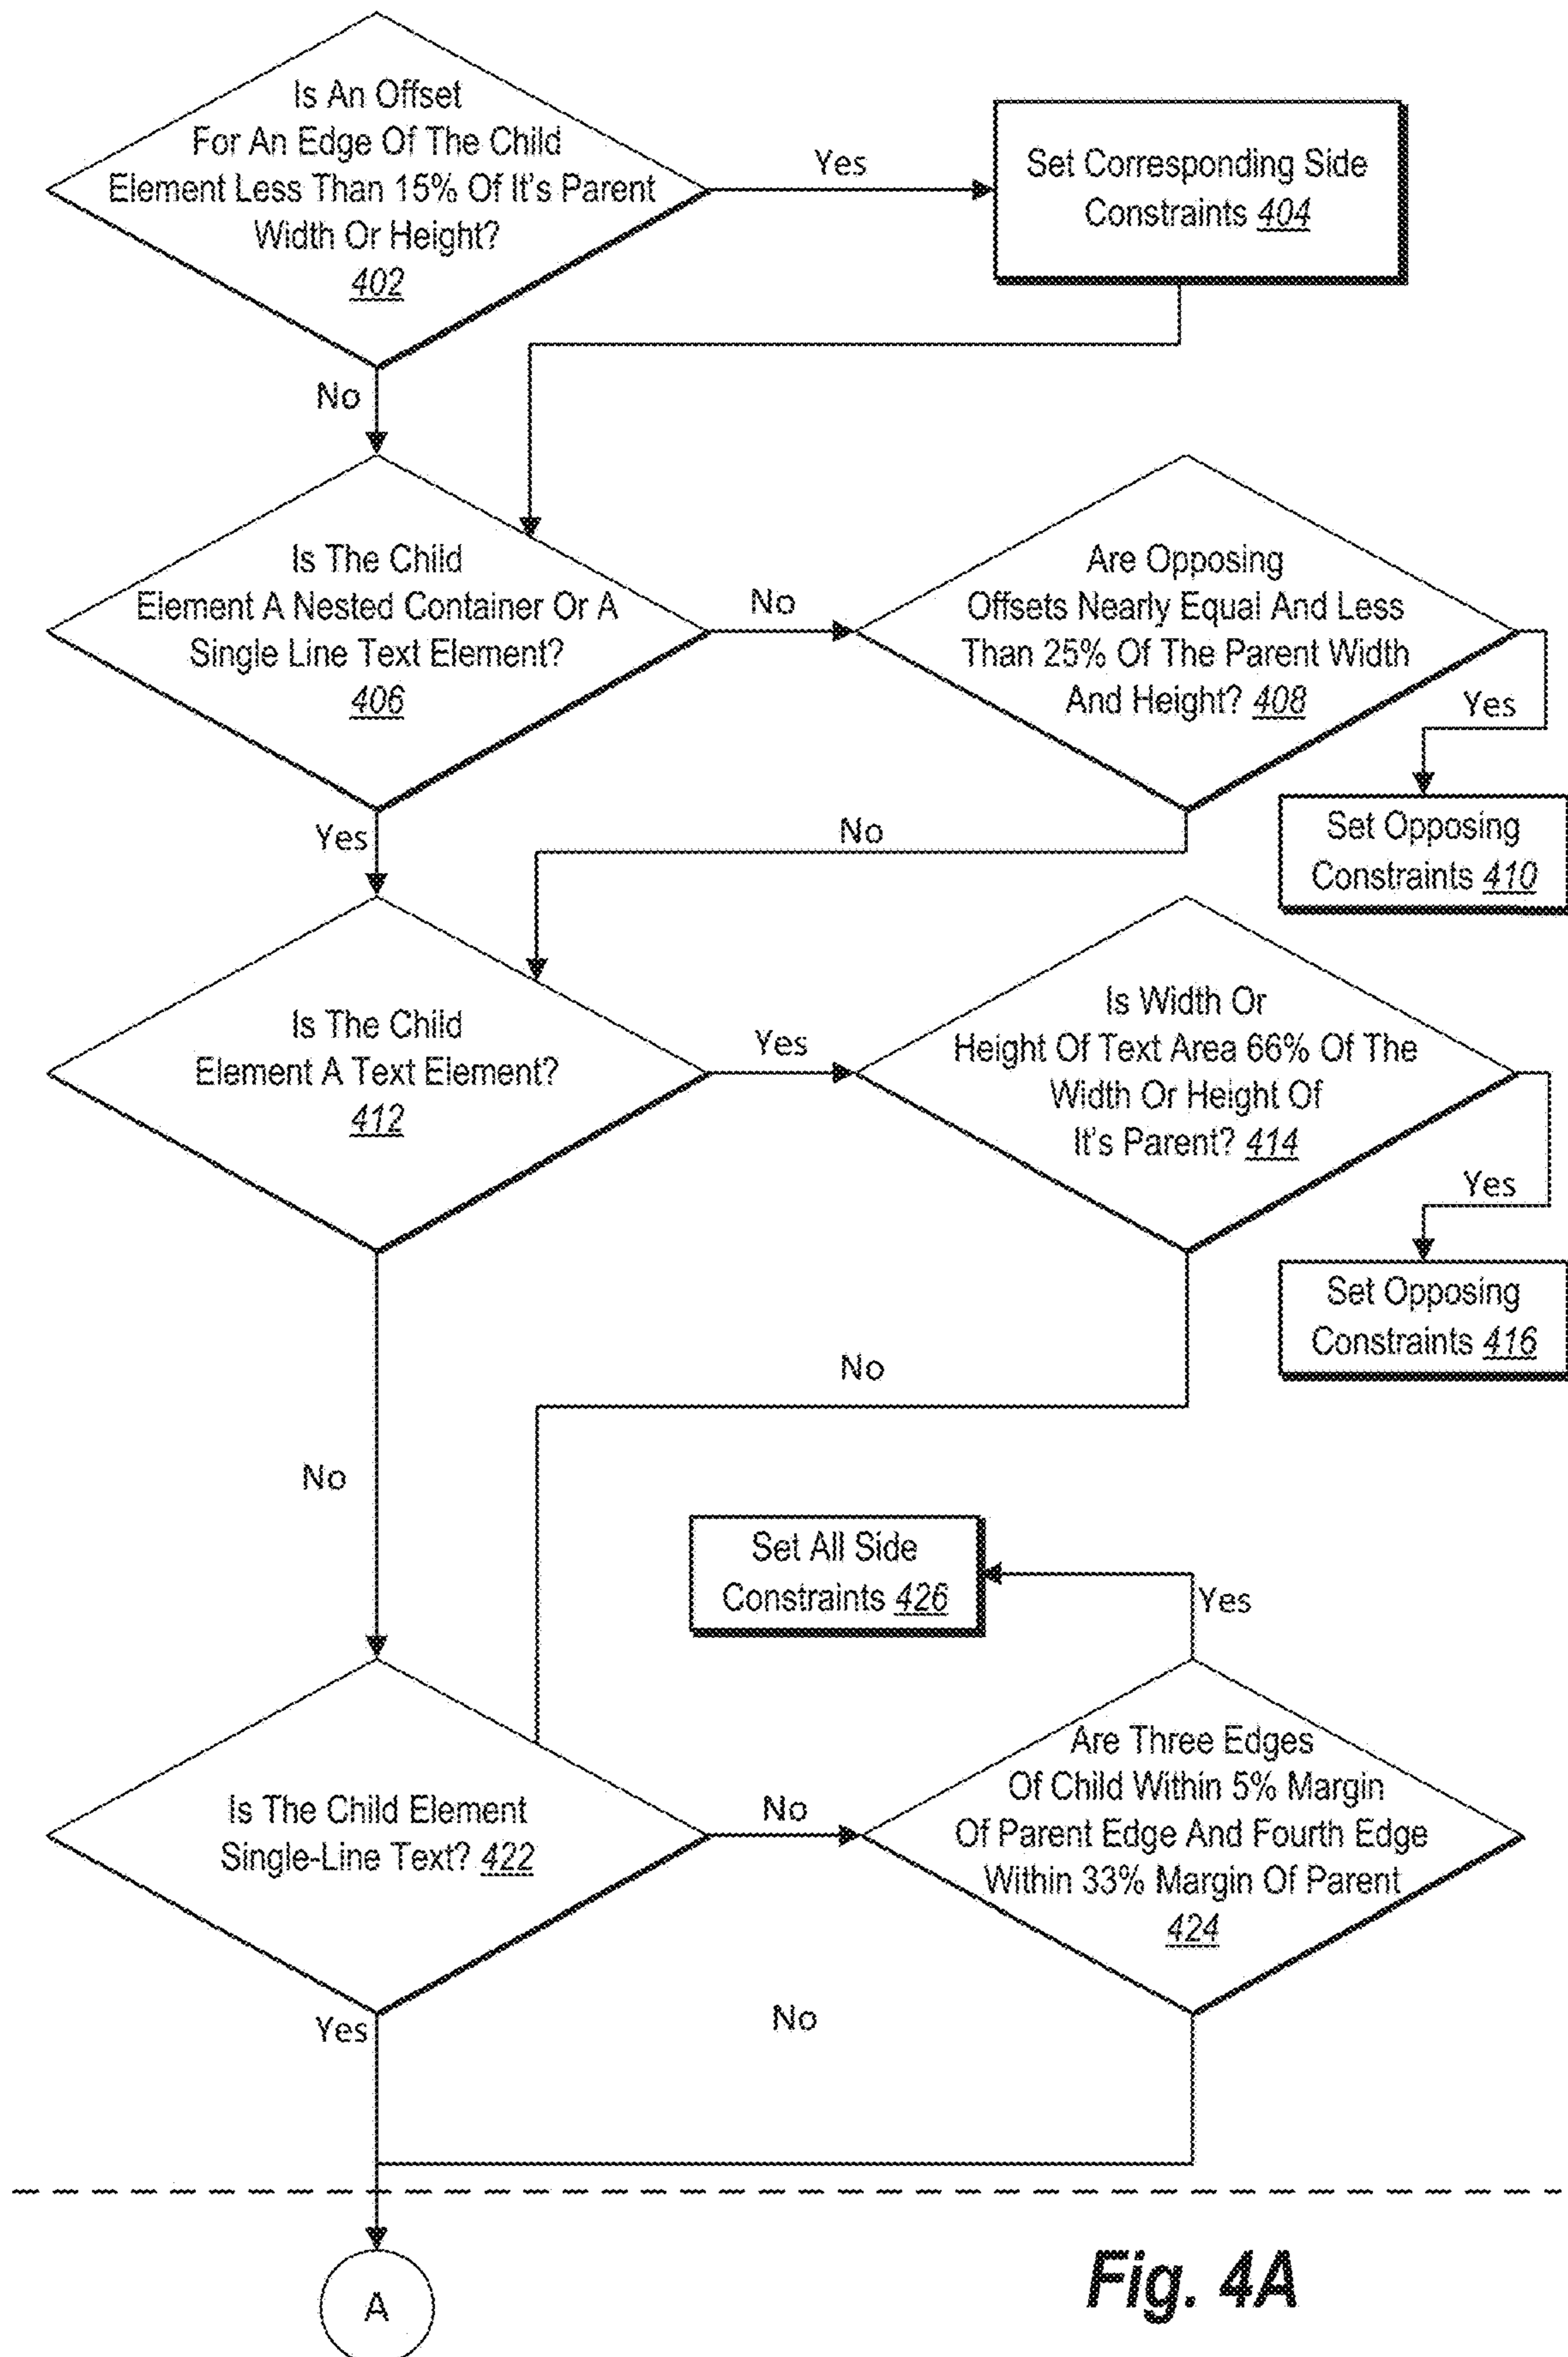 Is An Offset
For An Edge Of The Child
Element Less Than 15% Of It's Parent
Width Or Height?
402
Yes
Set Corresponding Side
Constraints 404
No
Is The Child
Element A Nested Container Or A
Single Line Text Element?
406
No
Are Opposing
Offsets Nearly Equal And Less
Than 25% Of The Parent Width
And Height? 408
Yes
Set Opposing
Constraints 410
Yes
No
Is The Child
Element A Text Element?
412
Yes
Is Width Or
Height Of Text Area 66% Of The
Width Or Height Of
It's Parent? 414
Yes
Set Opposing
Constraints 416
No
No
Set All Side
Constraints 426
Yes
Is The Child Element
Single-Line Text? 422
No
Are Three Edges
Of Child Within 5% Margin
Of Parent Edge And Fourth Edge
Within 33% Margin Of Parent
424
Yes
No
A
Fig. 4A